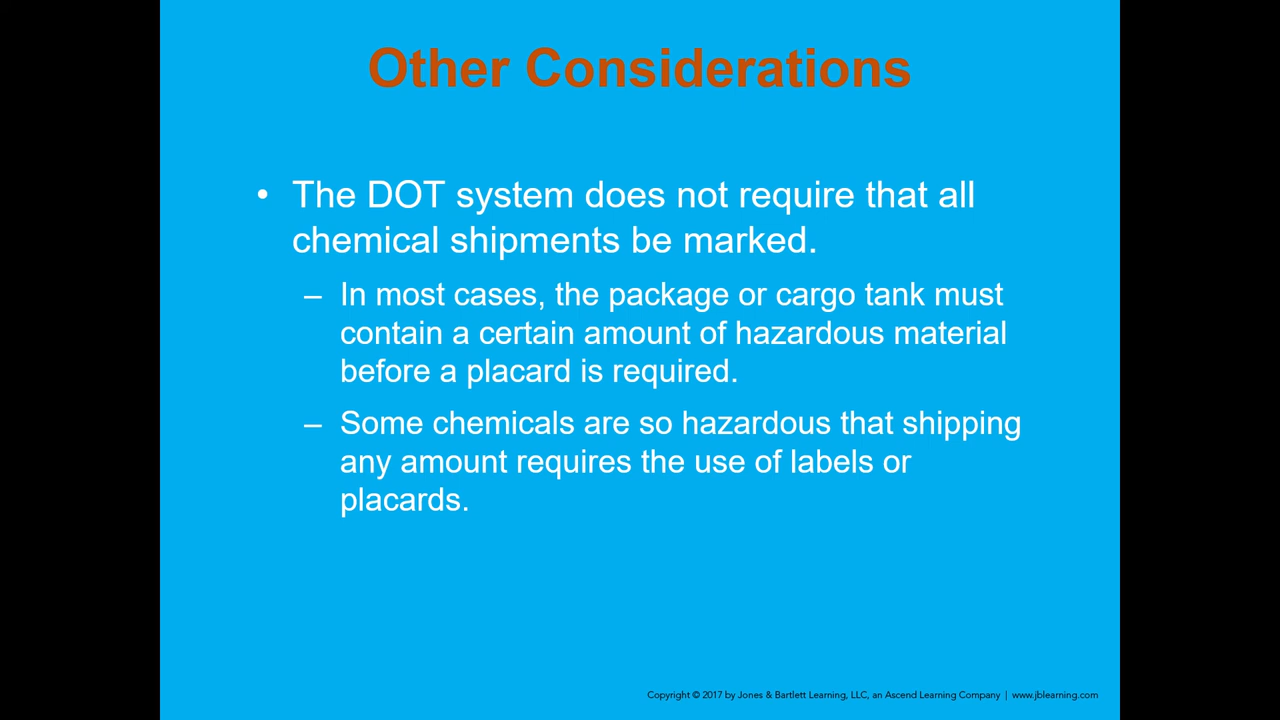 Other Considerations
• The DOT system does not require that all
chemical shipments be marked.
– In most cases, the package or cargo tank must
contain a certain amount of hazardous material
before a placard is required.
– Some chemicals are so hazardous that shipping
any amount requires the use of labels or
placards.
Copyright © 2017 by Jones & Bartlett Learning, LLC, an Ascend Learning Company | www.jblearning.com